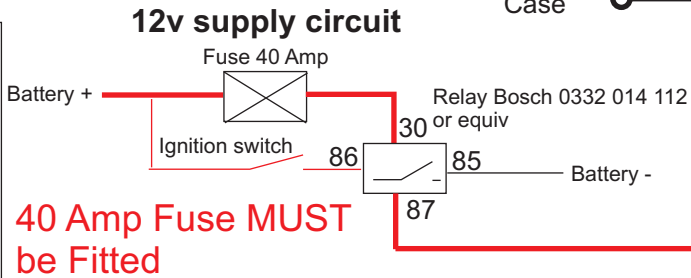 Case
12v supply circuit
Fuse 40 Amp
Battery +
Relay Bosch 0332 014 112
or equiv
30
Ignition switch
86
85
Battery -
87
40 Amp Fuse MUST
be Fitted